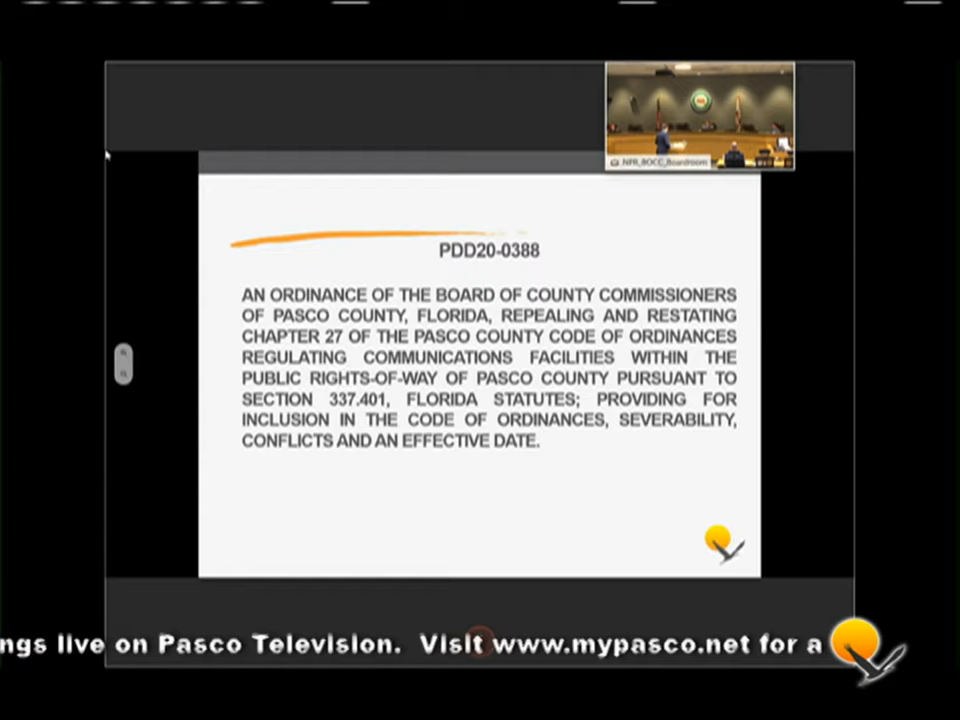 NPR_BOCC_Boardroom
PDD20-0388
AN ORDINANCE OF THE BOARD OF COUNTY COMMISSIONERS
OF PASCO COUNTY, FLORIDA, REPEALING AND RESTATING
CHAPTER 27 OF THE PASCO COUNTY CODE OF ORDINANCES
REGULATING COMMUNICATIONS FACILITIES WITHIN THE
PUBLIC RIGHTS-OF-WAY OF PASCO COUNTY PURSUANT TO
SECTION 337.401, FLORIDA STATUTES; PROVIDING FOR
INCLUSION IN THE CODE OF ORDINANCES, SEVERABILITY,
CONFLICTS AND AN EFFECTIVE DATE.
ngs live on Pasco Television. Visit www.mypasco.net for a